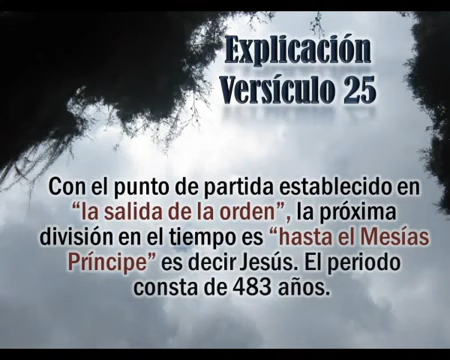 Explicación
Versículo 25
Con el punto de partida establecido en
“la salida de la orden”, la próxima
división en el tiempo es “hasta el Mesías
Príncipe” es decir Jesús. El periodo
consta de 483 años.